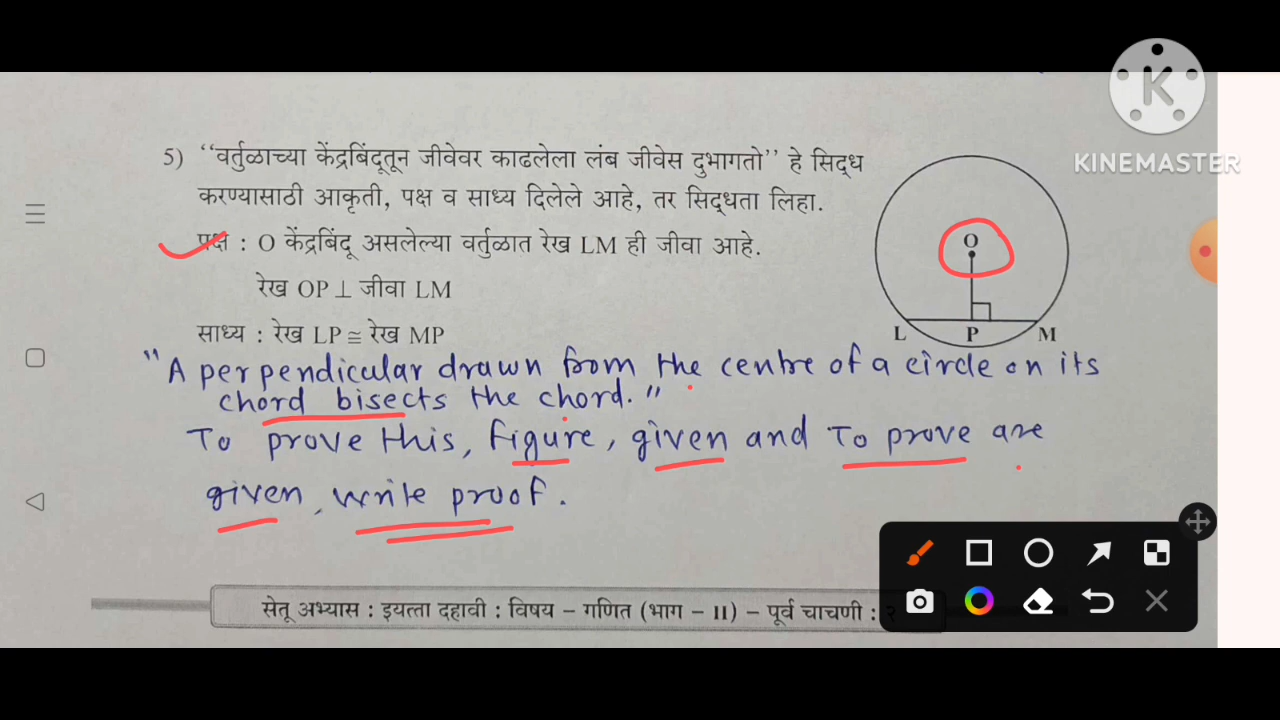 KINEMASTER
5) “वर्तुळाच्या केंद्रबिंदूतून जीवेवर काढलेला लंब जीवेस दुभागतो” हे सिद्ध
करण्यासाठी आकृती, पक्ष व साध्य दिलेले आहे, तर सिद्धता लिहा.
पक्ष : O केंद्रबिंदू असलेल्या वर्तुळात रेख LM ही जीवा आहे.
रेख OP ⊥ जीवा LM
साध्य : रेख LP ≅ रेख MP
O
L P M
"A perpendicular drawn from the centre of a circle on its
chord bisects the chord."
To prove this, figure, given and To prove are
given, write proof.
सेतू अभ्यास : इयत्ता दहावी : विषय – गणित (भाग - II) – पूर्व चाचणी :